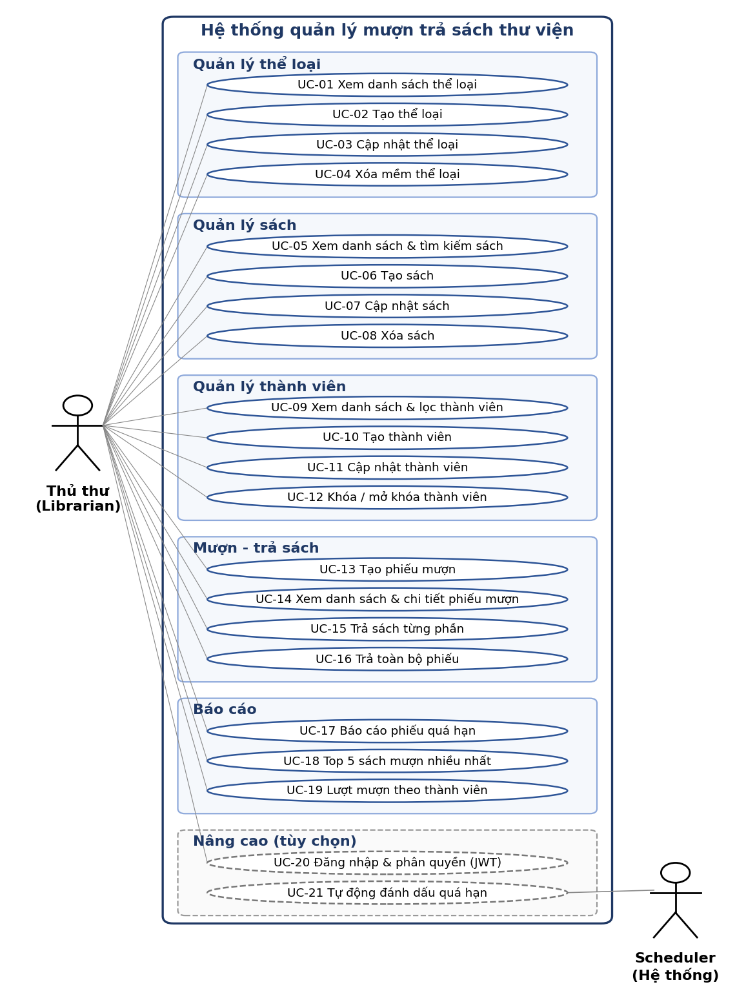 Hệ thống quản lý mượn trả sách thư viện
Quản lý thể loại
UC-01 Xem danh sách thể loại
UC-02 Tạo thể loại
UC-03 Cập nhật thể loại
UC-04 Xóa mềm thể loại
Quản lý sách
UC-05 Xem danh sách & tìm kiếm sách
UC-06 Tạo sách
UC-07 Cập nhật sách
UC-08 Xóa sách
Quản lý thành viên
UC-09 Xem danh sách & lọc thành viên
UC-10 Tạo thành viên
UC-11 Cập nhật thành viên
UC-12 Khóa / mở khóa thành viên
Thủ thư
(Librarian)
Mượn - trả sách
UC-13 Tạo phiếu mượn
UC-14 Xem danh sách & chi tiết phiếu mượn
UC-15 Trả sách từng phần
UC-16 Trả toàn bộ phiếu
Báo cáo
UC-17 Báo cáo phiếu quá hạn
UC-18 Top 5 sách mượn nhiều nhất
UC-19 Lượt mượn theo thành viên
Nâng cao (tùy chọn)
UC-20 Đăng nhập & phân quyền (JWT)
UC-21 Tự động đánh dấu quá hạn
Scheduler
(Hệ thống)